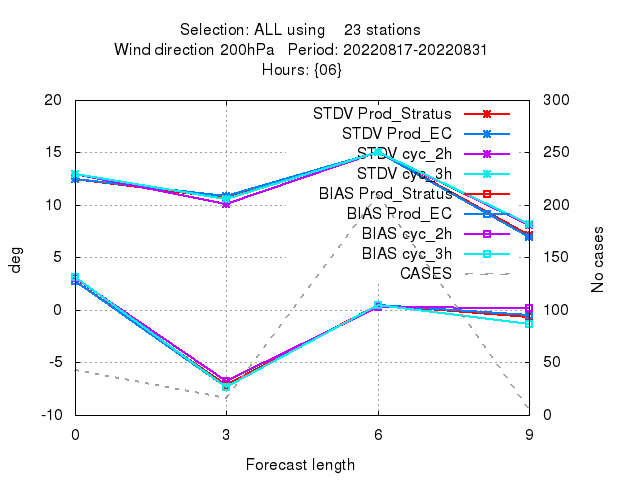 Selection: ALL using 23 stations
Wind direction 200hPa Period: 20220817-20220831
Hours: {06}
20 300
STDV Prod_Stratus
STDV Prod_EC
15 STDV cyc_2h 250
STDV cyc_3h
BIAS Prod_Stratus
10 BIAS Prod_EC 200
BIAS cyc_2h
BIAS cyc_3h
5 150
CASES
deg
No cases
0 100
-5 50
-10 0
0 3 6 9
Forecast length